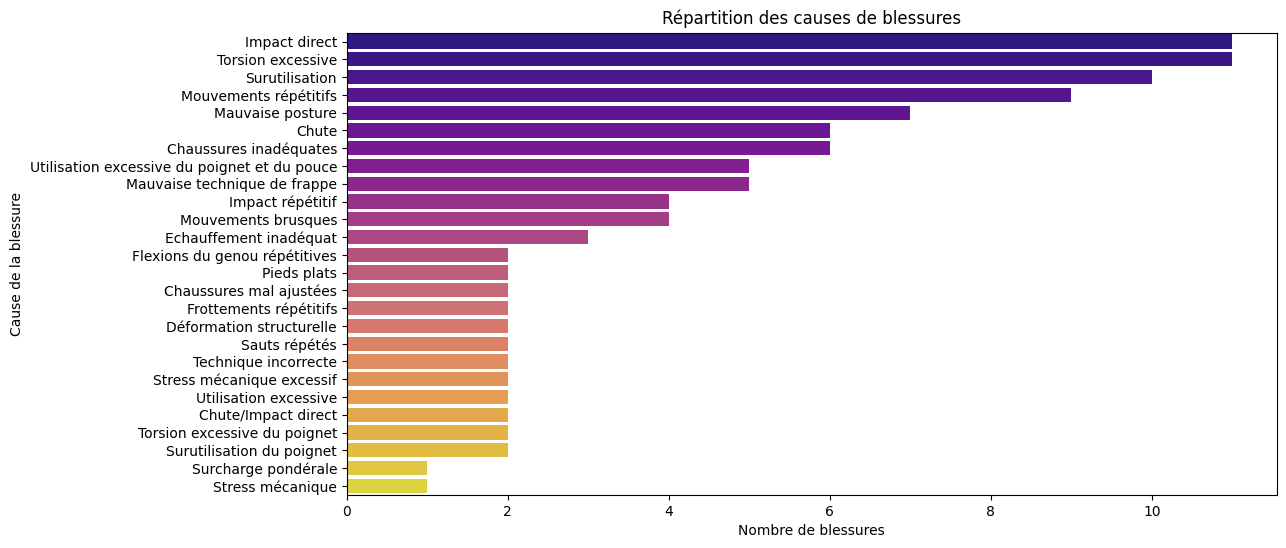 Répartition des causes de blessures
Cause de la blessure
Impact direct
Torsion excessive
Surutilisation
Mouvements répétitifs
Mauvaise posture
Chute
Chaussures inadéquates
Utilisation excessive du poignet et du pouce
Mauvaise technique de frappe
Impact répétitif
Mouvements brusques
Echauffement inadéquat
Flexions du genou répétitives
Pieds plats
Chaussures mal ajustées
Frottements répétitifs
Déformation structurelle
Sauts répétés
Technique incorrecte
Stress mécanique excessif
Utilisation excessive
Chute/Impact direct
Torsion excessive du poignet
Surutilisation du poignet
Surcharge pondérale
Stress mécanique
0 2 4 6 8 10
Nombre de blessures